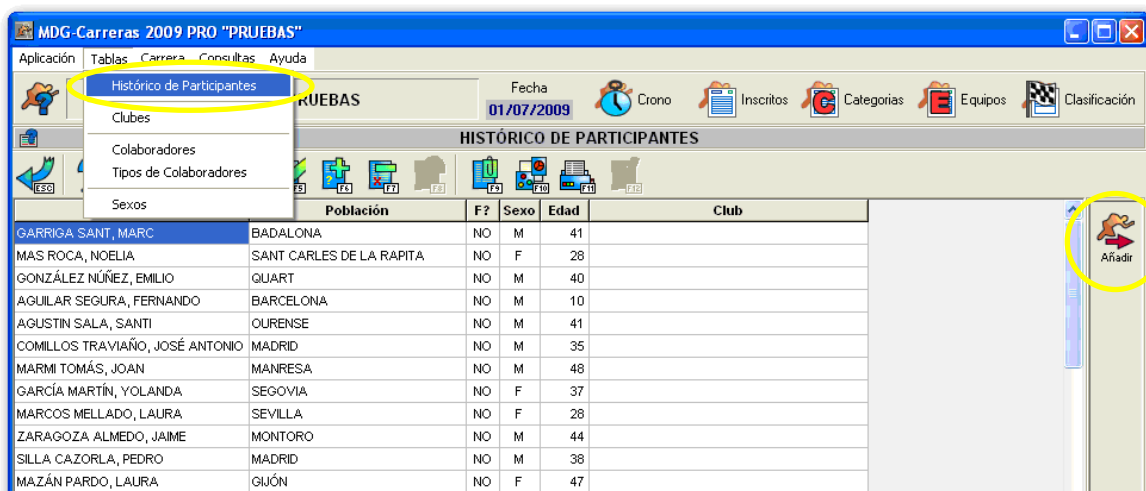 MDG-Carreras 2009 PRO "PRUEBAS"
Aplicación Tablas Carrera Consultas Ayuda
Histórico de Participantes
Clubes
Colaboradores
Tipos de Colaboradores
Sexos
RUEBAS
Fecha
01/07/2009
Crono
Inscritos
Categorias
Equipos
Clasificación
HISTÓRICO DE PARTICIPANTES
ESC F5 F6 F7 F8 F9 F10 F11 F12
Población F? Sexo Edad Club
GARRIGA SANT, MARC BADALONA NO M 41
MAS ROCA, NOELIA SANT CARLES DE LA RAPITA NO F 28
GONZÁLEZ NÚÑEZ, EMILIO QUART NO M 40
AGUILAR SEGURA, FERNANDO BARCELONA NO M 10
AGUSTIN SALA, SANTI OURENSE NO M 41
COMILLOS TRAVIAÑO, JOSÉ ANTONIO MADRID NO M 35
MARMI TOMÁS, JOAN MANRESA NO M 48
GARCÍA MARTÍN, YOLANDA SEGOVIA NO F 37
MARCOS MELLADO, LAURA SEVILLA NO F 28
ZARAGOZA ALMEDO, JAIME MONTORO NO M 44
SILLA CAZORLA, PEDRO MADRID NO M 38
MAZÁN PARDO, LAURA GIJÓN NO F 47
Añadir